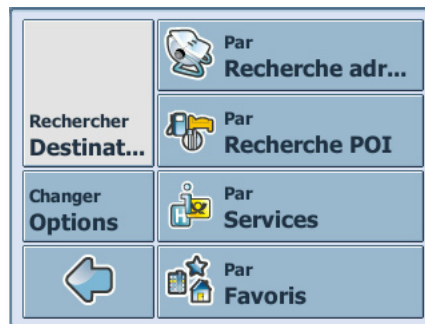 Rechercher
Destinat...
Changer
Options
Par
Recherche adr...
Par
Recherche POI
Par
Services
Par
Favoris